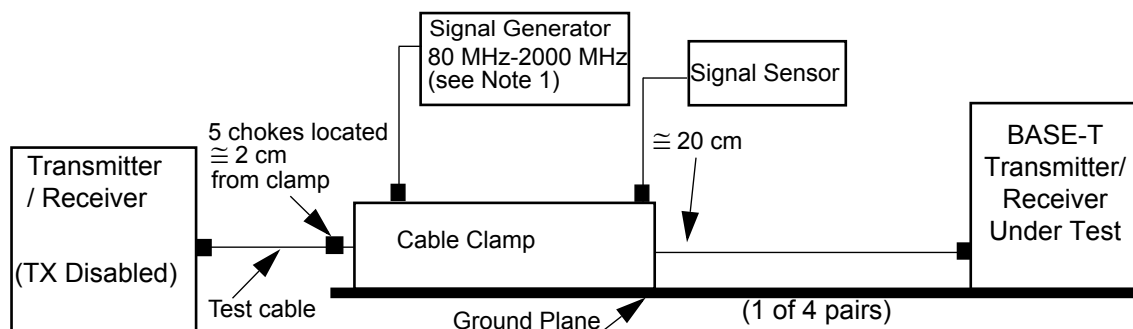 Signal Generator
80 MHz-2000 MHz
(see Note 1)
Signal Sensor
5 chokes located
≅ 2 cm
from clamp
≅ 20 cm
Transmitter
/ Receiver
(TX Disabled)
BASE-T
Transmitter/
Receiver
Under Test
Cable Clamp
Test cable
Ground Plane
(1 of 4 pairs)